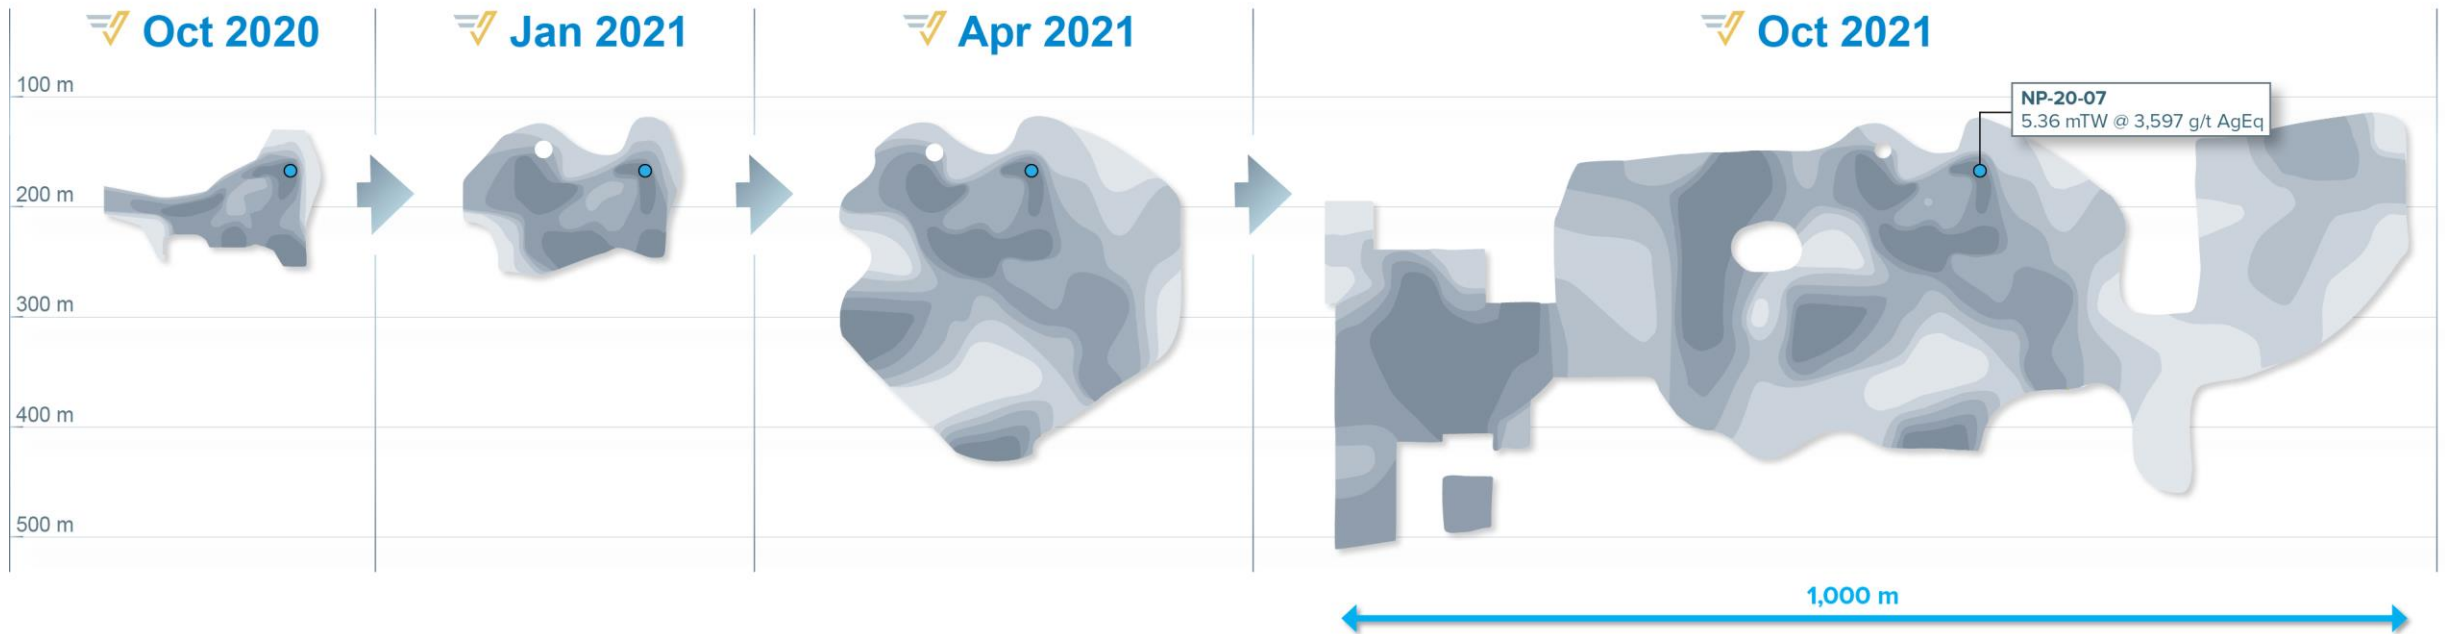 Oct 2020
Jan 2021
Apr 2021
Oct 2021
100 m
200 m
300 m
400 m
500 m
NP-20-07
5.36 mTW @ 3,597 g/t AgEq
1,000 m